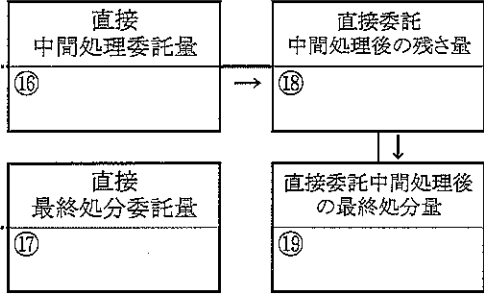 直接
中間処理委託量
⑯
→
直接委託
中間処理後の残さ量
⑱
↓
直接
最終処分委託量
⑰
直接委託中間処理後
の最終処分量
⑲